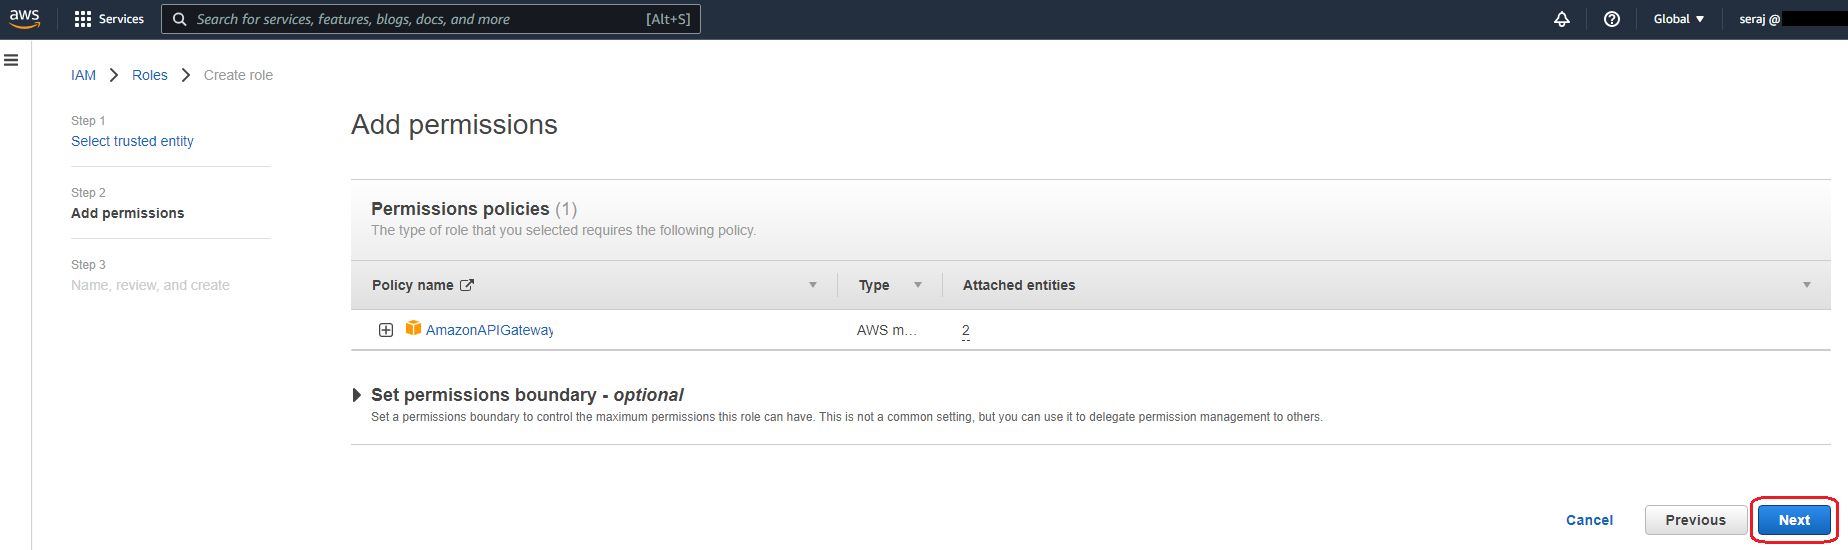 aws Services Search for services, features, blogs, docs, and more [Alt+S] Global seraj @
IAM Roles Create role
Step 1
Select trusted entity
Step 2
Add permissions
Step 3
Name, review, and create
Add permissions
Permissions policies (1)
The type of role that you selected requires the following policy.
Policy name Type Attached entities
AmazonAPIGateway AWS m... 2
Set permissions boundary - optional
Set a permissions boundary to control the maximum permissions this role can have. This is not a common setting, but you can use it to delegate permission management to others.
Cancel Previous Next